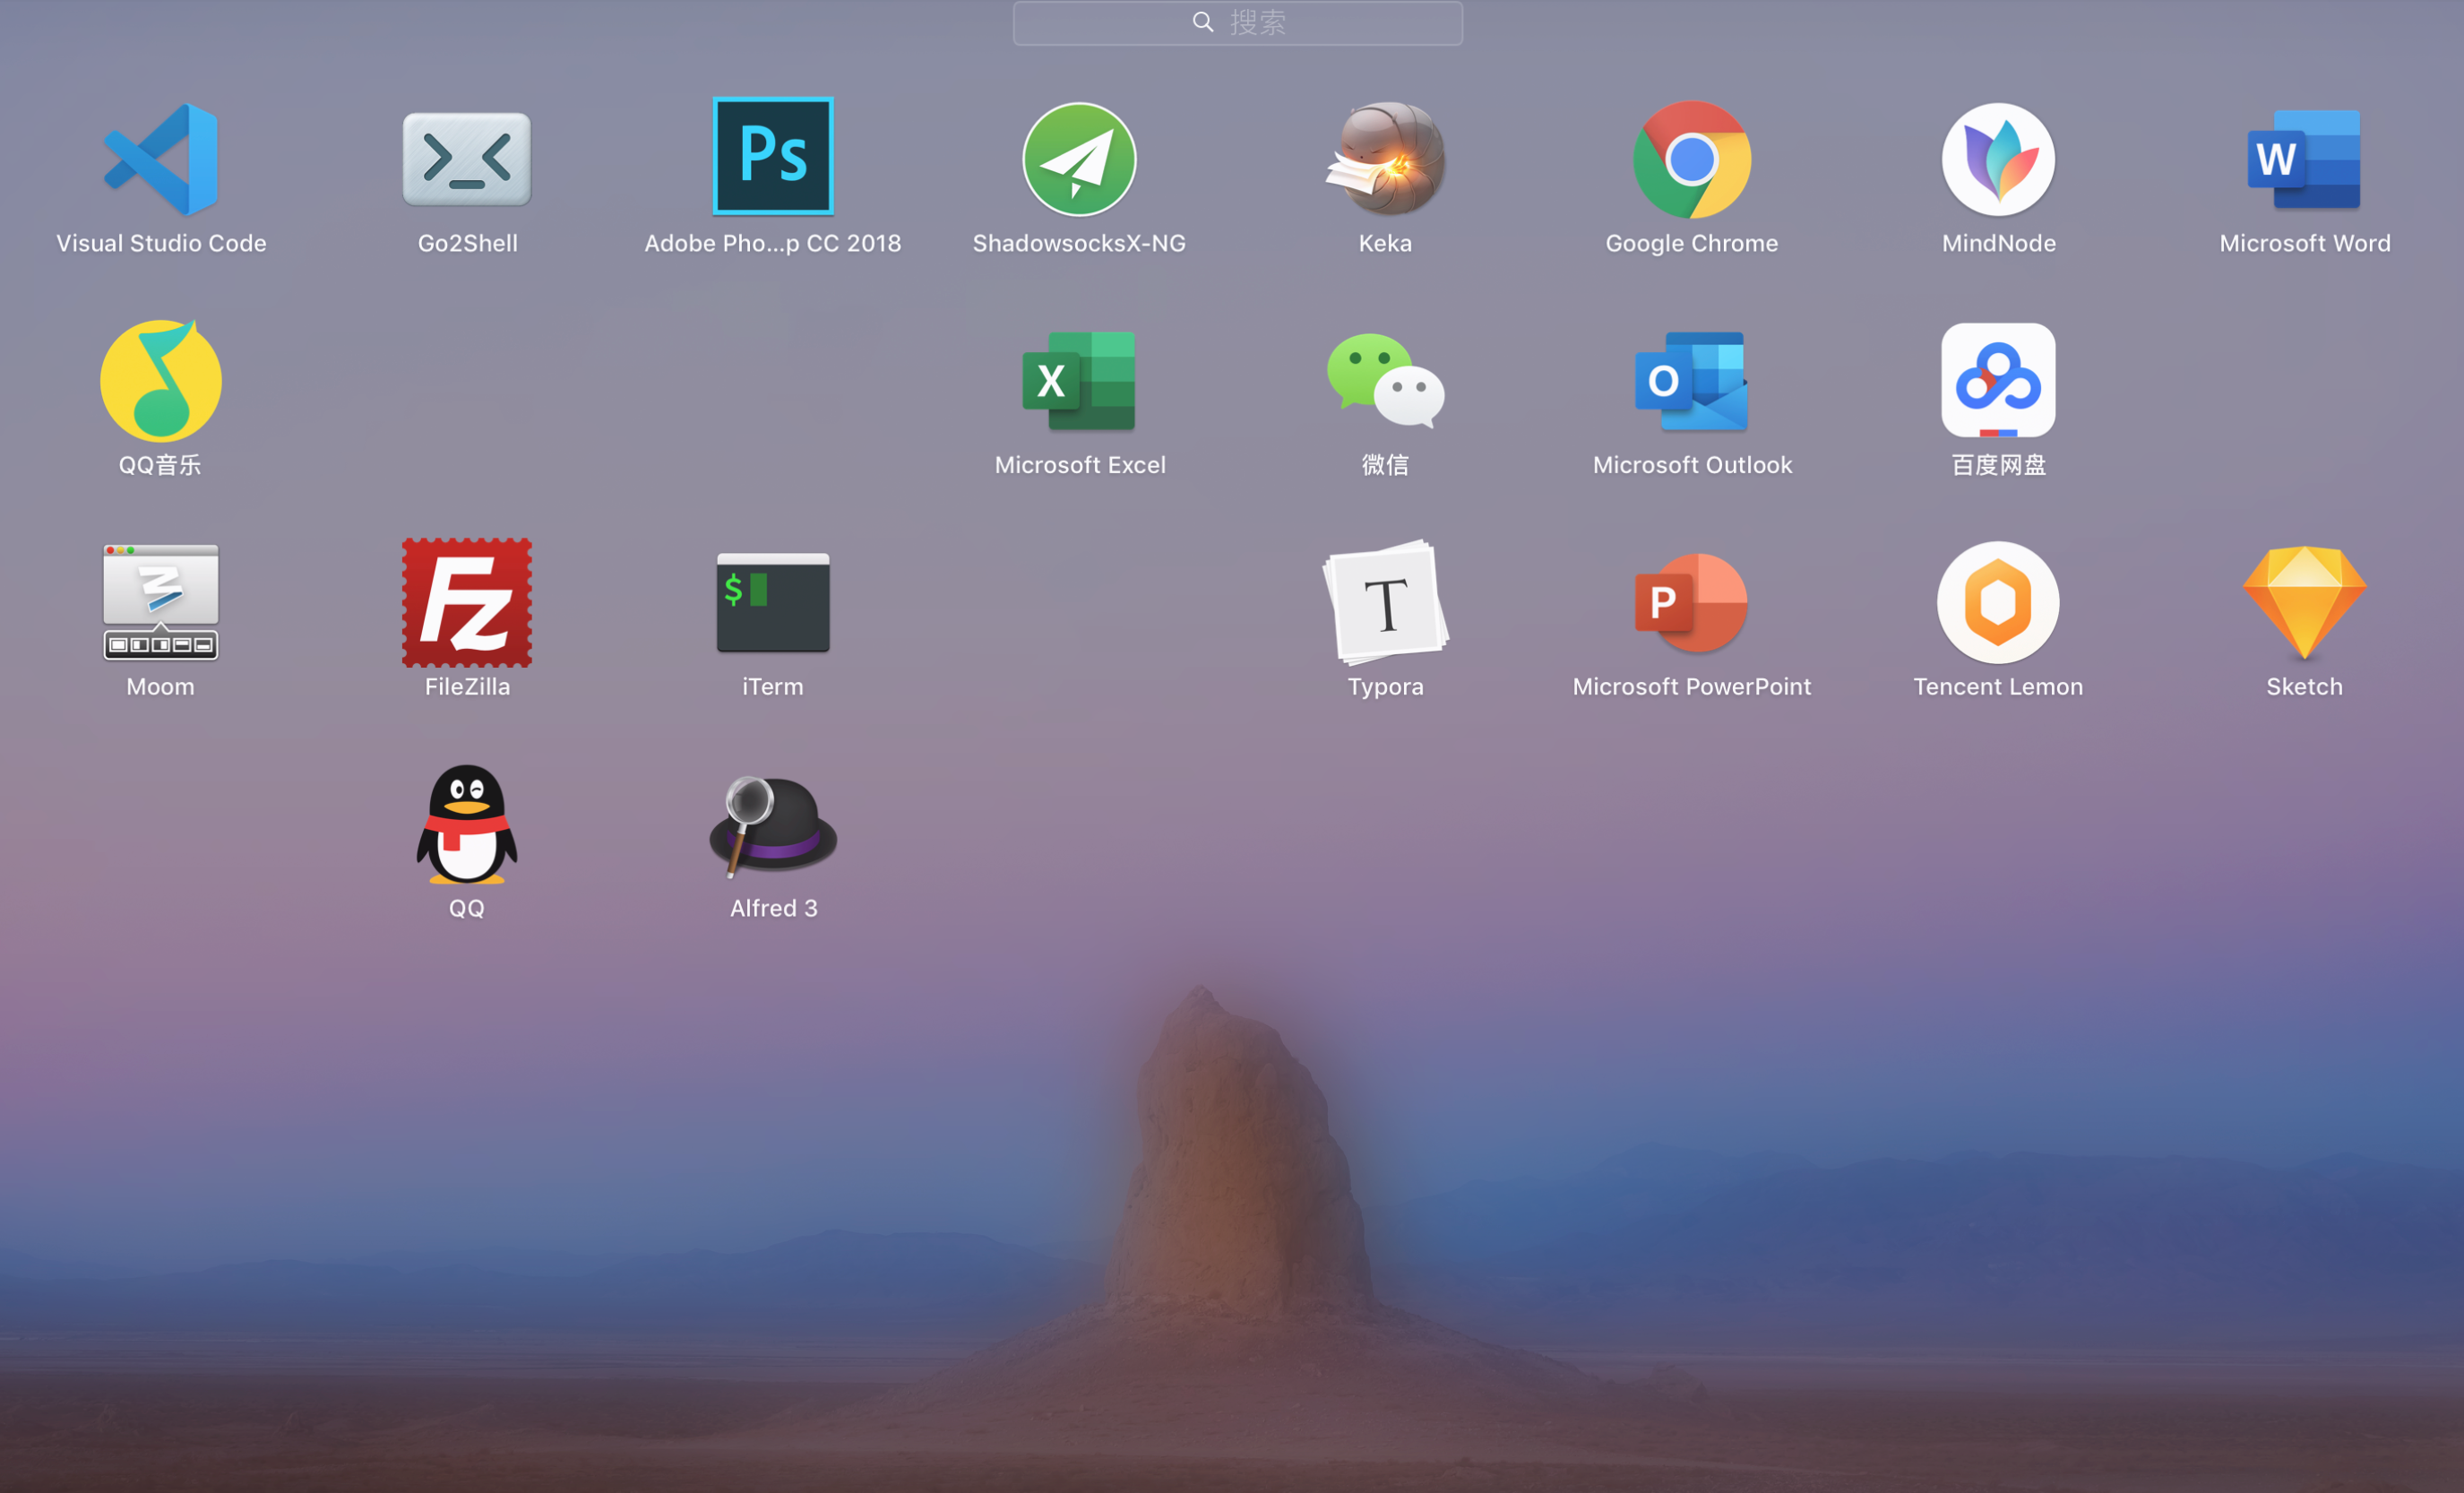 搜索
Visual Studio Code
Go2Shell
Ps
Adobe Pho...p CC 2018
ShadowsocksX-NG
Keka
Google Chrome
MindNode
W
Microsoft Word
QQ音乐
X
Microsoft Excel
微信
O
Microsoft Outlook
百度网盘
Moom
Fz
FileZilla
$
iTerm
T
Typora
P
Microsoft PowerPoint
Tencent Lemon
Sketch
QQ
Alfred 3